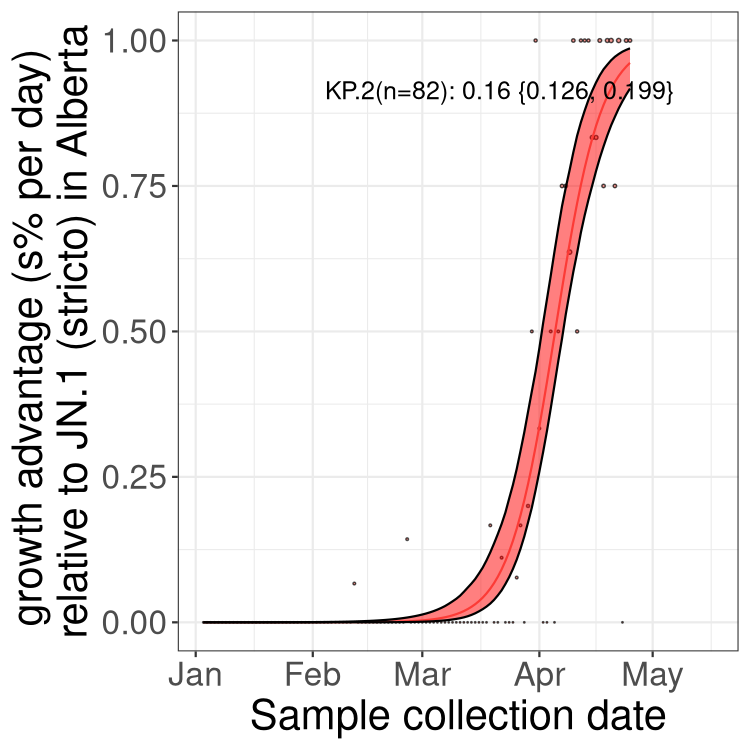 growth advantage (s% per day)
relative to JN.1 (stricto) in Alberta
1.00
0.75
0.50
0.25
0.00
KP.2(n=82): 0.16 {0.126, 0.199}
Jan Feb Mar Apr May
Sample collection date